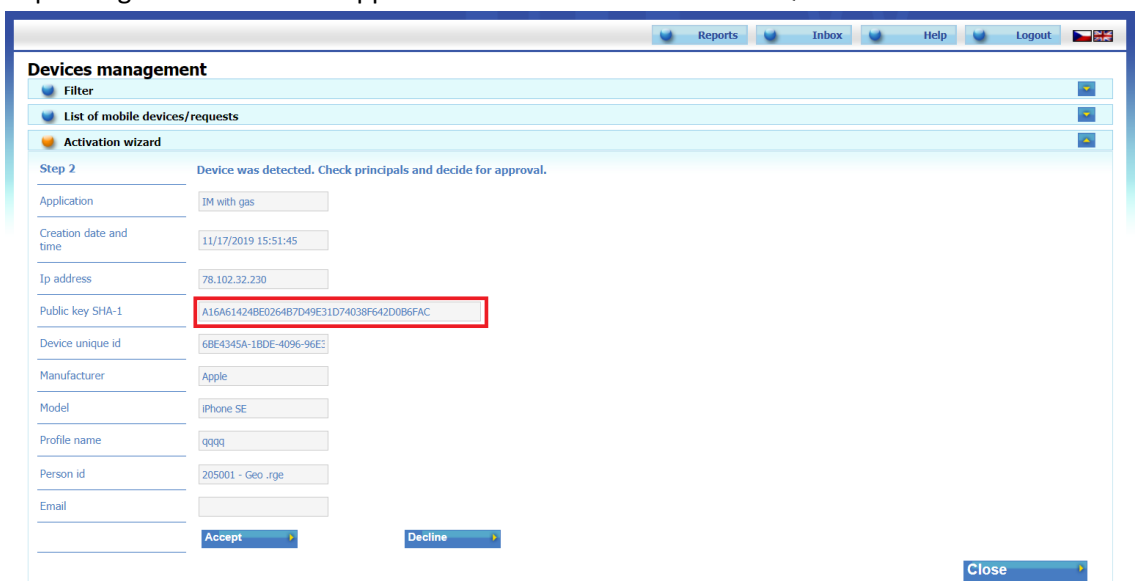 Reports Inbox Help Logout
Devices management
Filter
List of mobile devices/requests
Activation wizard
Step 2 Device was detected. Check principals and decide for approval.
Application IM with gas
Creation date and
time 11/17/2019 15:51:45
Ip address 78.102.32.230
Public key SHA-1 A16A61424BE0264B7D49E31D74038F642D0B6FAC
Device unique id 6BE4345A-1BDE-4096-96E3
Manufacturer Apple
Model iPhone SE
Profile name qqqq
Person id 205001 - Geo .rge
Email
Accept Decline
Close